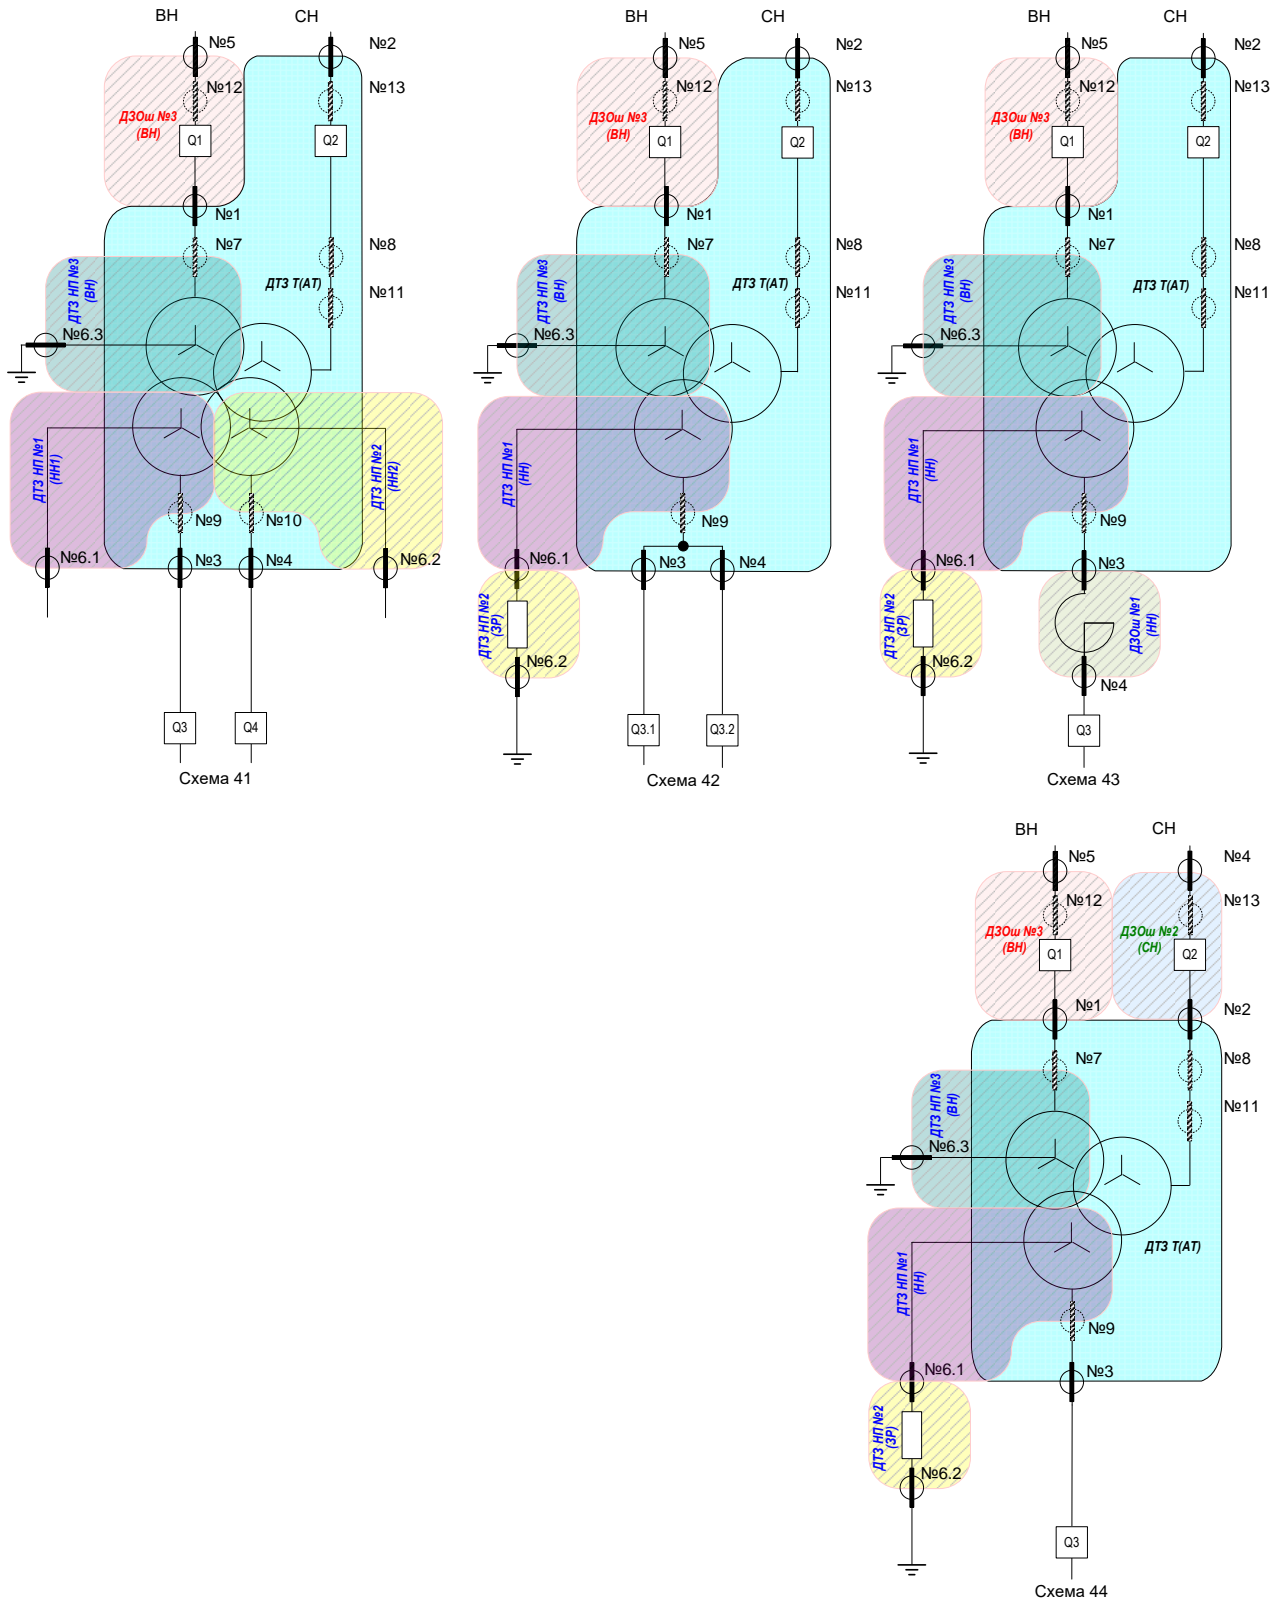 ВН
СН
№5
№2
№12
№13
ДЗОш №3
(ВН)
Q1
Q2
№1
№7
№8
№11
ДТЗ НП №3
(ВН)
ДТЗ Т(АТ)
№6.3
ДТЗ НП №1
(НН1)
ДТЗ НП №2
(НН2)
№9
№10
№6.1
№3
№4
№6.2
Q3
Q4
Схема 41
ВН
СН
№5
№2
№12
№13
ДЗОш №3
(ВН)
Q1
Q2
№1
№7
№8
№11
ДТЗ НП №3
(ВН)
ДТЗ Т(АТ)
№6.3
ДТЗ НП №1
(НН)
№9
№6.1
№3
№4
ДТЗ НП №2
(ЗР)
№6.2
Q3.1
Q3.2
Схема 42
ВН
СН
№5
№2
№12
№13
ДЗОш №3
(ВН)
Q1
Q2
№1
№7
№8
№11
ДТЗ НП №3
(ВН)
ДТЗ Т(АТ)
№6.3
ДТЗ НП №1
(НН)
№9
№6.1
№3
ДТЗ НП №2
(ЗР)
ДЗОш №1
(НН)
№6.2
№4
Q3
Схема 43
ВН
СН
№5
№4
№12
№13
ДЗОш №3
(ВН)
ДЗОш №2
(СН)
Q1
Q2
№1
№2
№7
№8
№11
ДТЗ НП №3
(ВН)
№6.3
ДТЗ Т(АТ)
ДТЗ НП №1
(НН)
№9
№6.1
№3
ДТЗ НП №2
(ЗР)
№6.2
Q3
Схема 44